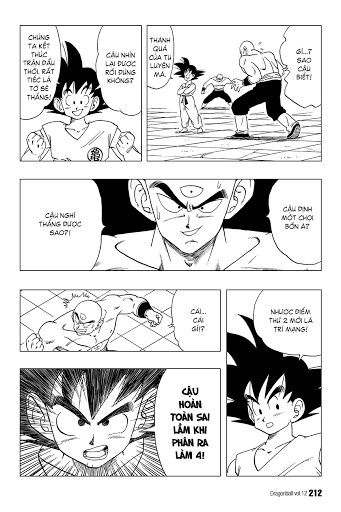 GÌ...?
SAO
CẬU
BIẾT!
THÀNH
QUẢ
CỦA TU
LUYỆN
MÀ.
CẬU NHÌN
LẠI ĐƯỢC
RỒI ĐÚNG
KHÔNG?
CHÚNG
TA KẾT
THÚC
TRẬN ĐẤU
THÔI. RẤT
TIẾC LÀ
TỚ SẼ
THẮNG!
CẬU ĐỊNH
MỘT CHỌI
BỐN À?
CẬU NGHĨ
THẮNG ĐƯỢC
SAO?!
NHƯỢC ĐIỂM
THỨ 2 MỚI LÀ
TRÍ MẠNG!
CÁI...
CÁI
GÌ!?
CẬU
HOÀN
TOÀN SAI
LẦM KHI
PHÂN RA
LÀM 4!
Dragonball vol.12 212